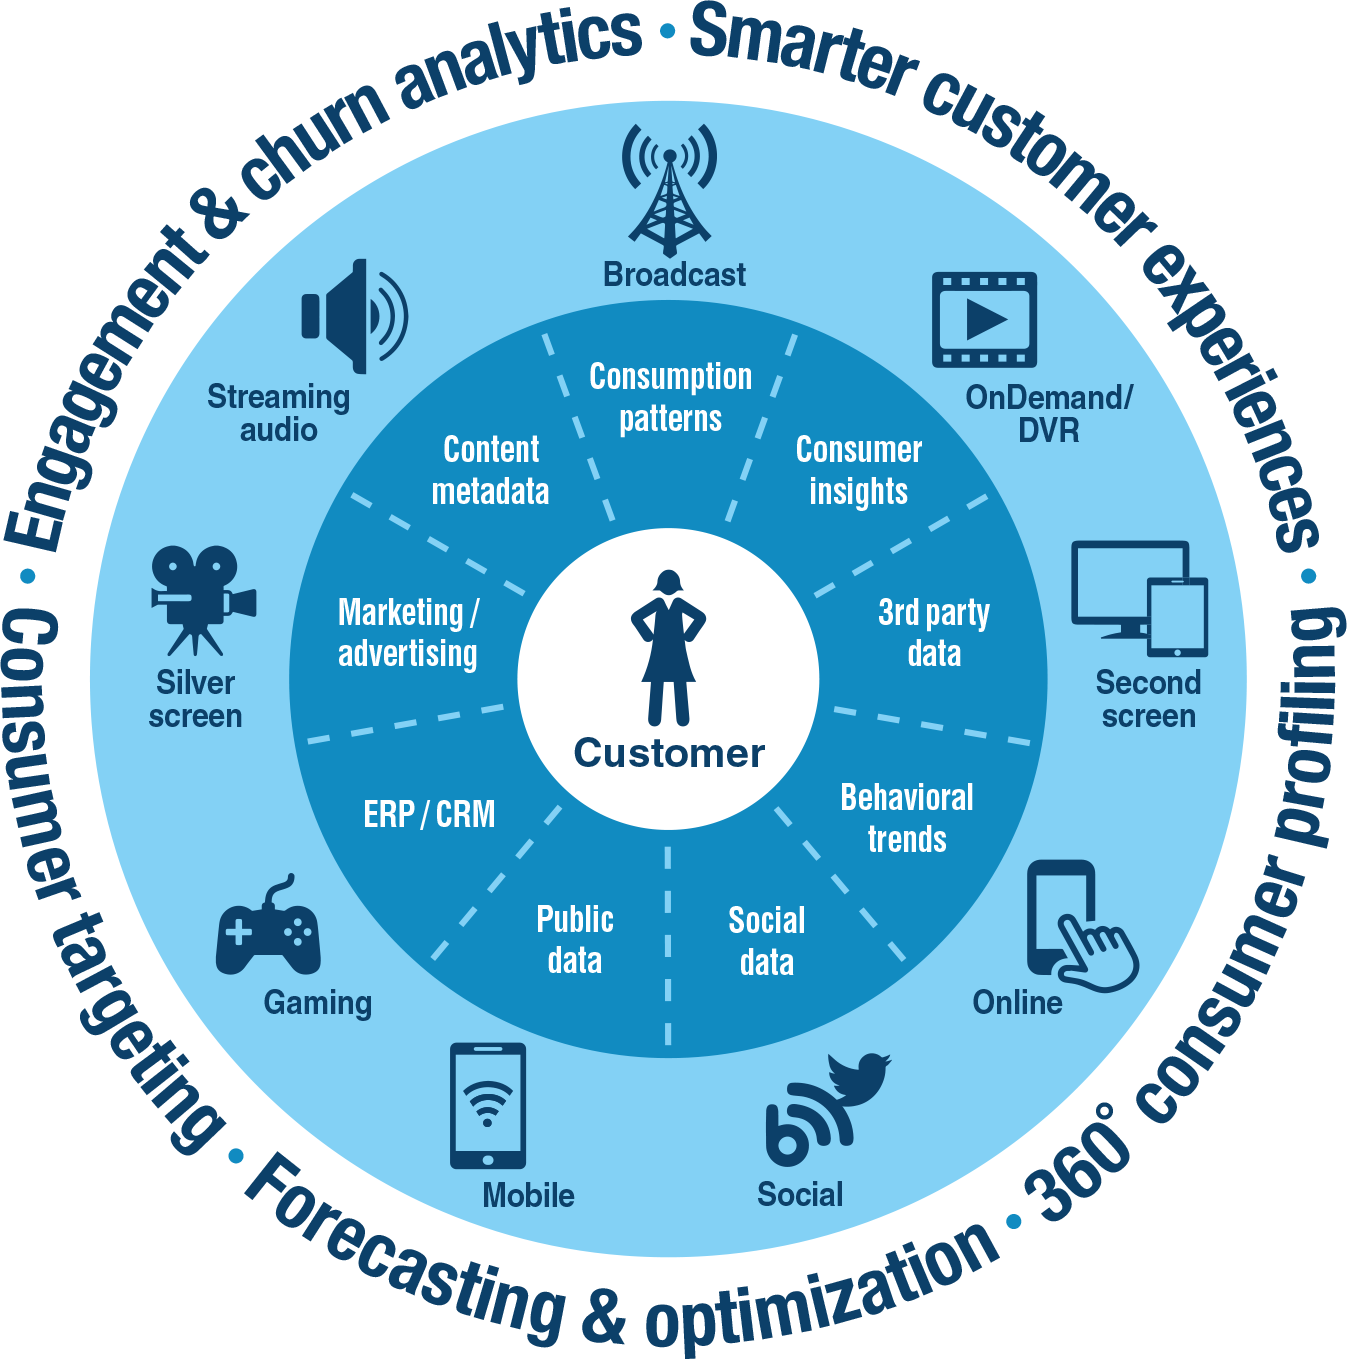 Engagement & churn analytics · Smarter customer experiences · 360° consumer profiling · Forecasting & optimization · Consumer targeting ·
Broadcast
OnDemand/
DVR
Second
screen
Online
Social
Mobile
Gaming
Silver
screen
Streaming
audio
Consumption
patterns
Consumer
insights
3rd party
data
Behavioral
trends
Social
data
Public
data
ERP / CRM
Marketing /
advertising
Content
metadata
Customer